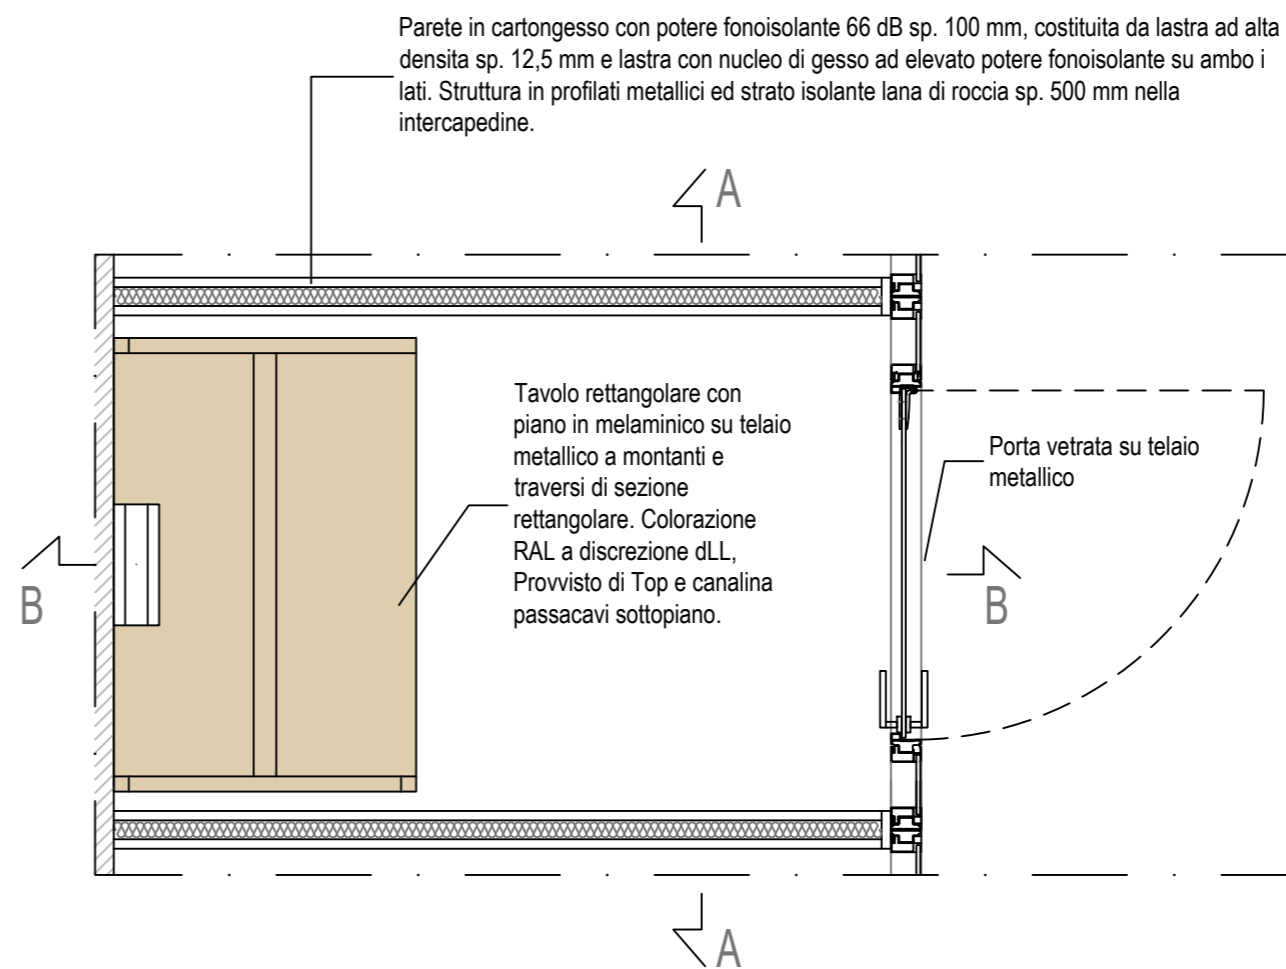 Parete in cartongesso con potere fonoisolante 66 dB sp. 100 mm, costituita da lastra ad alta
densita sp. 12,5 mm e lastra con nucleo di gesso ad elevato potere fonoisolante su ambo i
lati. Struttura in profilati metallici ed strato isolante lana di roccia sp. 500 mm nella
intercapedine.
A
Tavolo rettangolare con
piano in melaminico su telaio
metallico a montanti e
traversi di sezione
rettangolare. Colorazione
RAL a discrezione dLL,
Provvisto di Top e canalina
passacavi sottopiano.
Porta vetrata su telaio
metallico
B
B
A